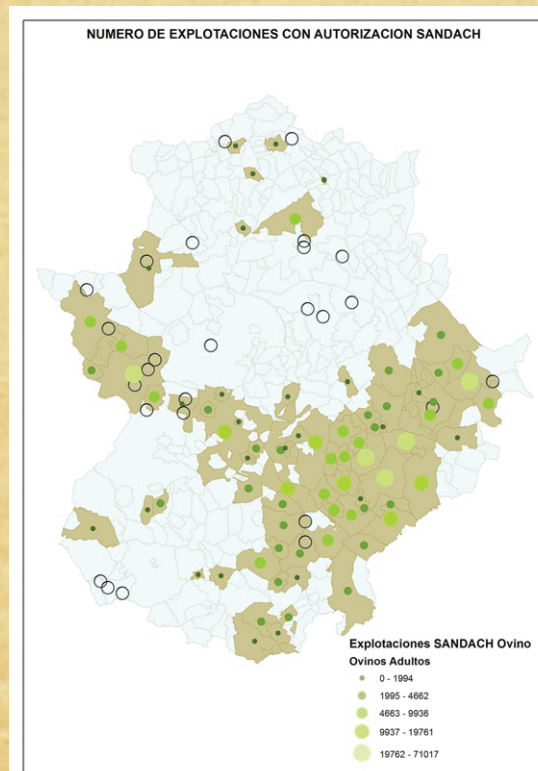 NUMERO DE EXPLOTACIONES CON AUTORIZACION SANDACH
Explotaciones SANDACH Ovino
Ovinos Adultos
0 - 1994
1995 - 4662
4663 - 9936
9937 - 19761
19762 - 71017